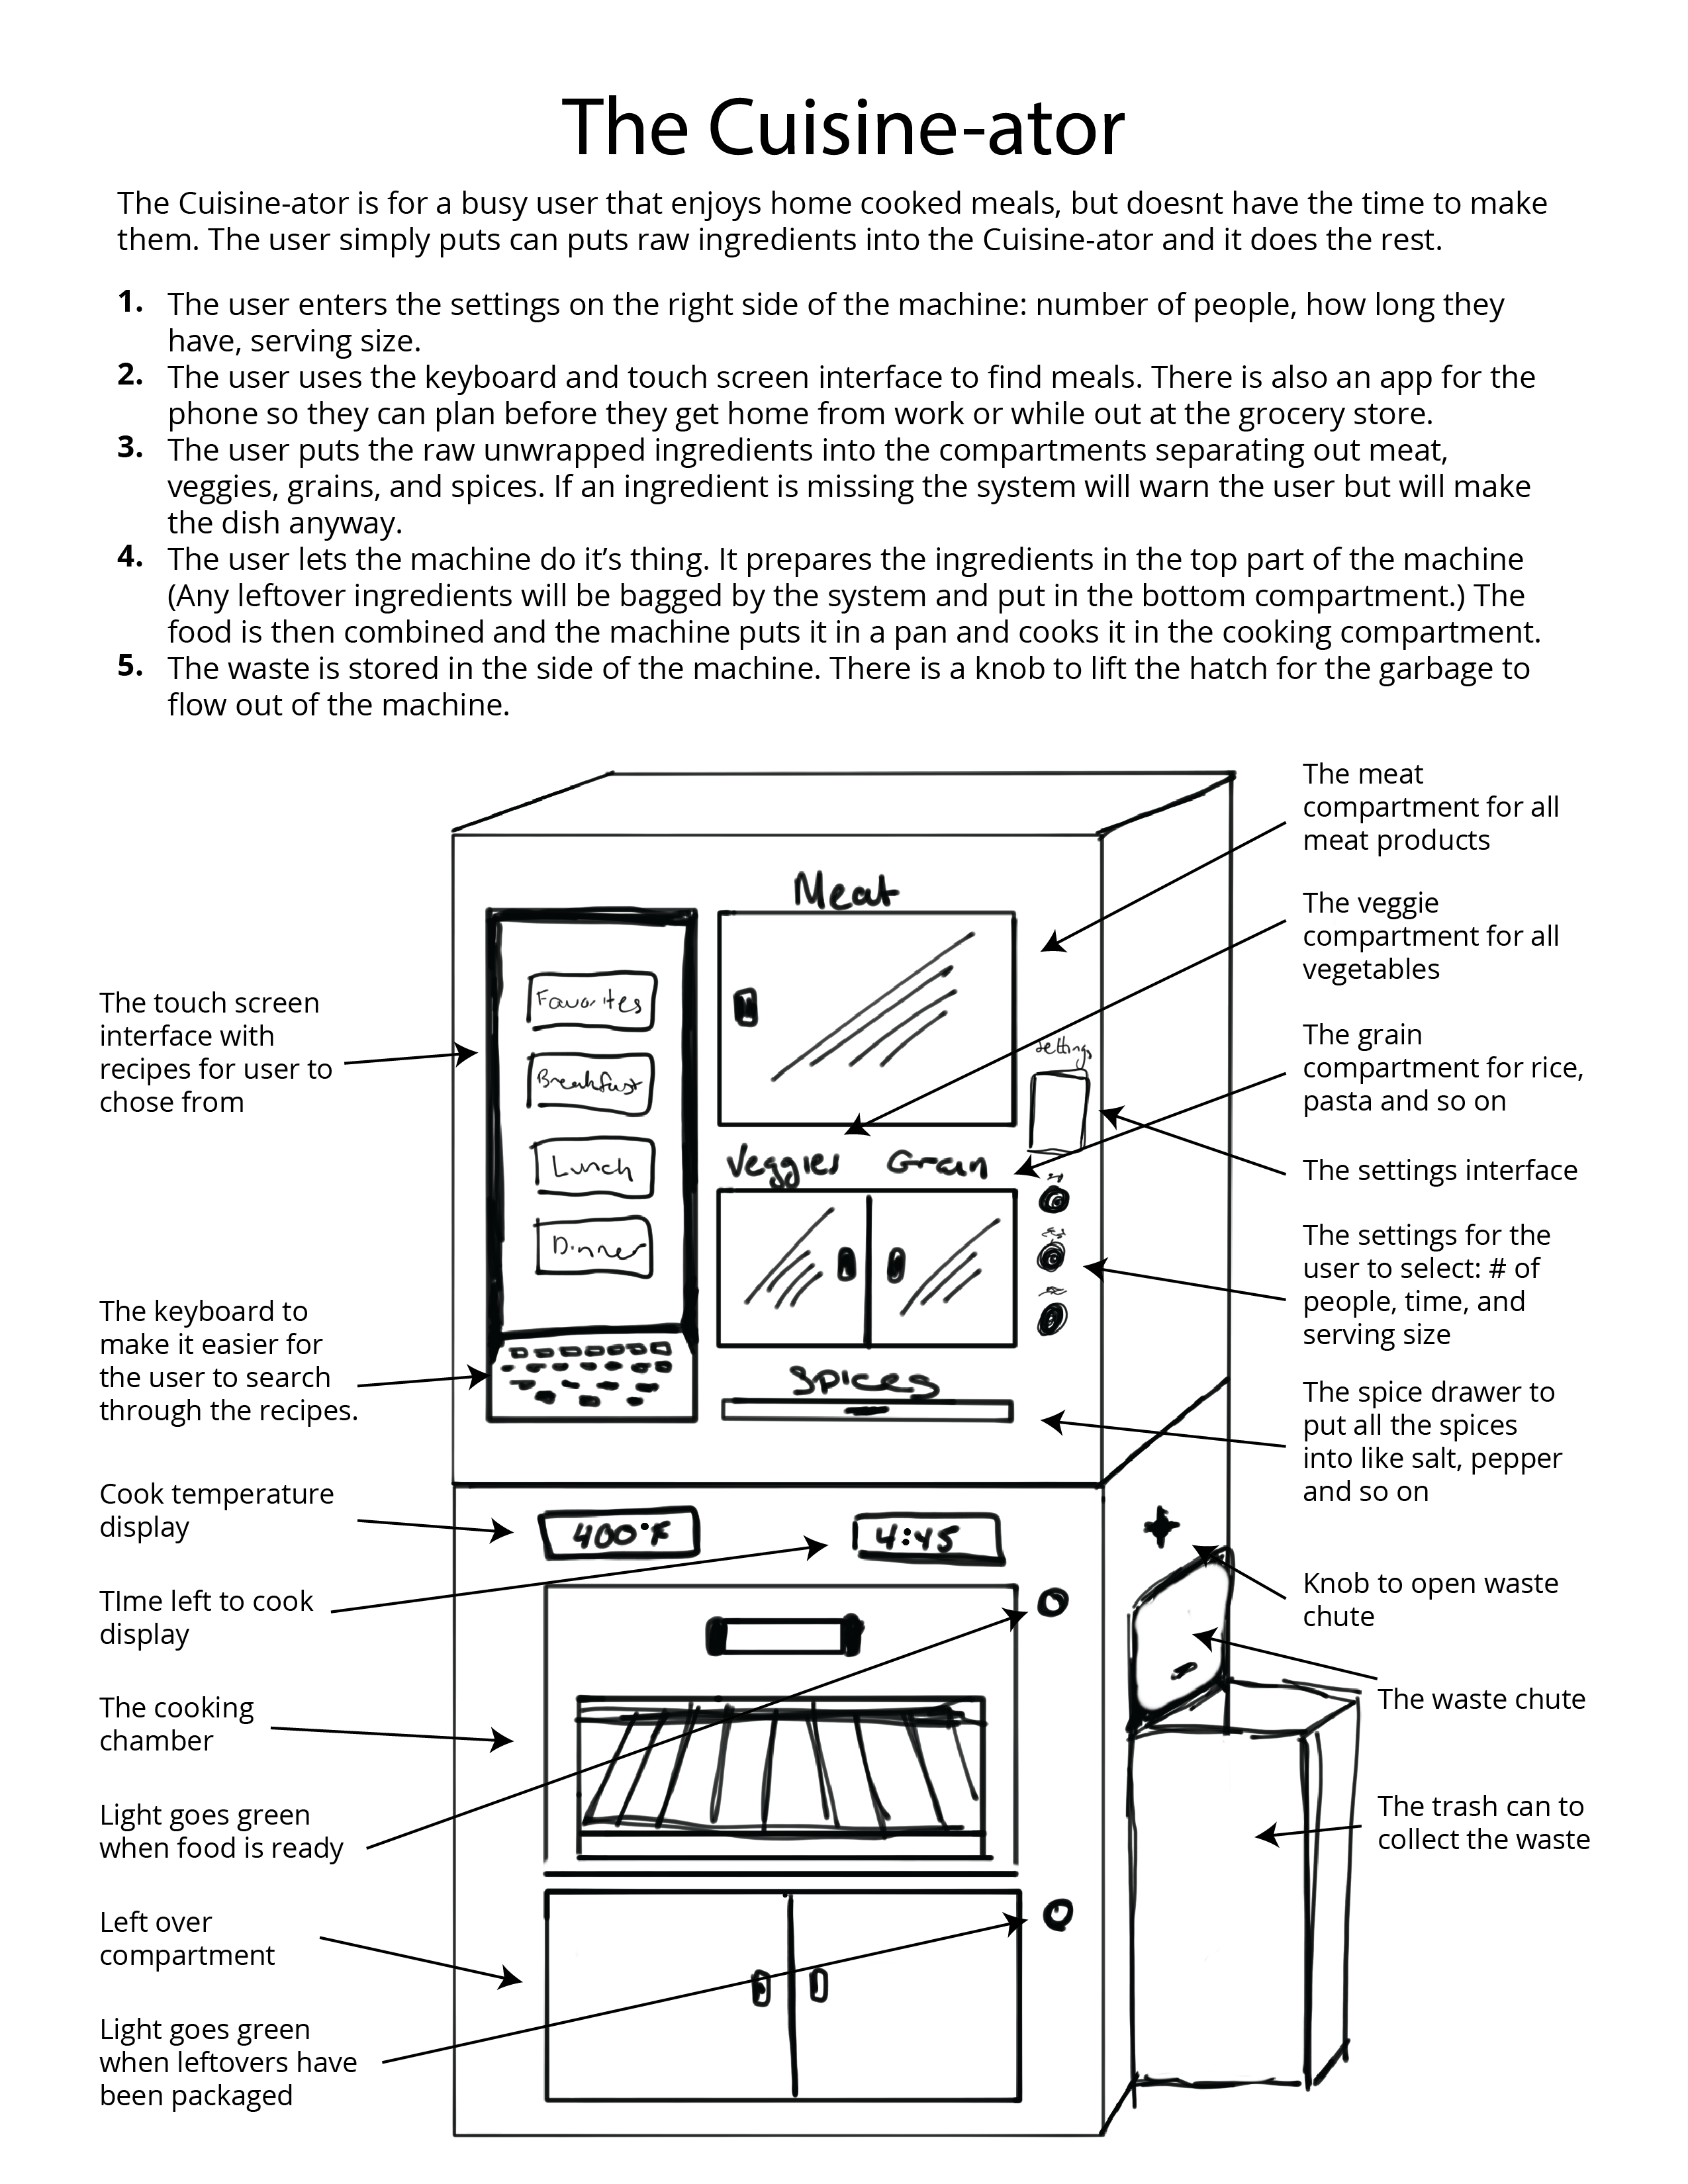 The Cuisine-ator
The Cuisine-ator is for a busy user that enjoys home cooked meals, but doesnt have the time to make
them. The user simply puts can puts raw ingredients into the Cuisine-ator and it does the rest.
1. The user enters the settings on the right side of the machine: number of people, how long they
have, serving size.
2. The user uses the keyboard and touch screen interface to find meals. There is also an app for the
phone so they can plan before they get home from work or while out at the grocery store.
3. The user puts the raw unwrapped ingredients into the compartments separating out meat,
veggies, grains, and spices. If an ingredient is missing the system will warn the user but will make
the dish anyway.
4. The user lets the machine do it’s thing. It prepares the ingredients in the top part of the machine
(Any leftover ingredients will be bagged by the system and put in the bottom compartment.) The
food is then combined and the machine puts it in a pan and cooks it in the cooking compartment.
5. The waste is stored in the side of the machine. There is a knob to lift the hatch for the garbage to
flow out of the machine.
The touch screen
interface with
recipes for user to
chose from
The keyboard to
make it easier for
the user to search
through the recipes.
Cook temperature
display
TIme left to cook
display
The cooking
chamber
Light goes green
when food is ready
Left over
compartment
Light goes green
when leftovers have
been packaged
Favorites
Breakfast
Lunch
Dinner
Meat
Veggies Grain
Spices
settings
400°F
4:45
The meat
compartment for all
meat products
The veggie
compartment for all
vegetables
The grain
compartment for rice,
pasta and so on
The settings interface
The settings for the
user to select: # of
people, time, and
serving size
The spice drawer to
put all the spices
into like salt, pepper
and so on
Knob to open waste
chute
The waste chute
The trash can to
collect the waste